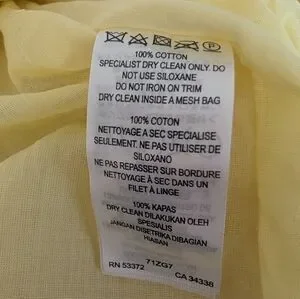 P
100% COTTON
SPECIALIST DRY CLEAN ONLY. DO
NOT USE SILOXANE
DO NOT IRON ON TRIM
DRY CLEAN INSIDE A MESH BAG
100% COTON
NETTOYAGE A SEC SPECIALISE
SEULEMENT. NE PAS UTILISER DE
SILOXANO
NE PAS REPASSER SUR BORDURE
NETTOYAGE À SEC DANS UN
FILET À LINGE
100% KAPAS
DRY CLEAN DILAKUKAN OLEH
SPESIALIS
JANGAN DISETRIKA DIBAGIAN
HIASAN
71ZG7
RN 53372 CA 34338